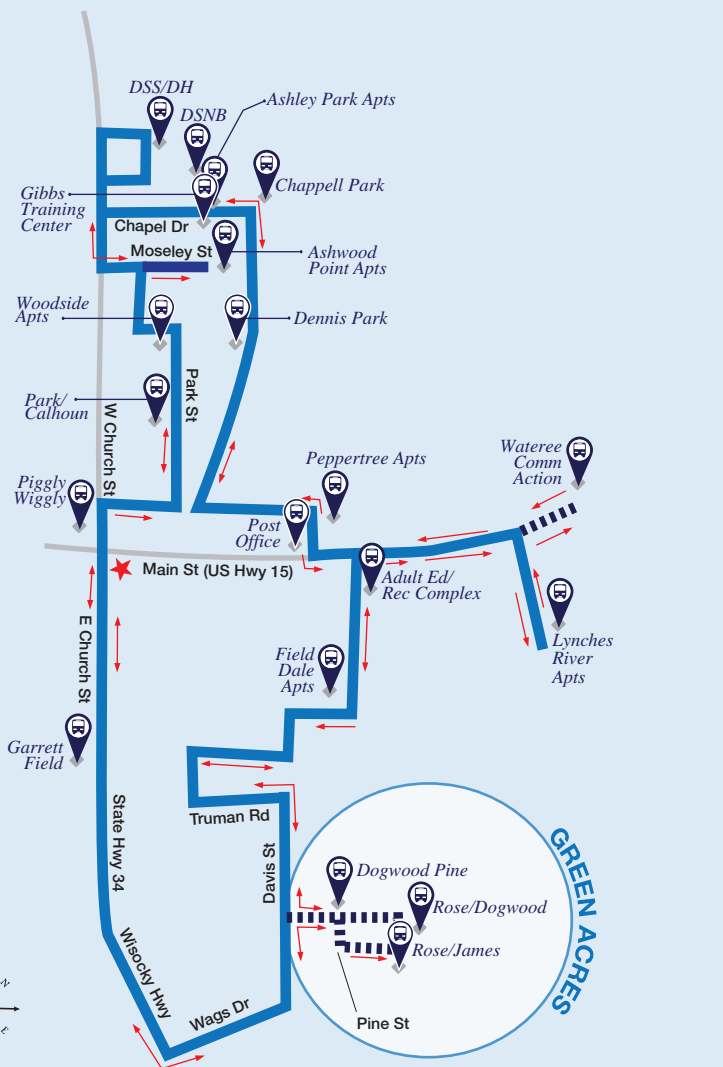 DSS/DH
Ashley Park Apts
DSNB
Chappell Park
Gibbs
Training
Center
Chapel Dr
Moseley St
Ashwood
Point Apts
Woodside
Apts
Dennis Park
Park St
Park/
Calhoun
W Church St
Peppertree Apts
Wateree
Comm
Action
Piggly
Wiggly
Post
Office
Main St (US Hwy 15)
Adult Ed/
Rec Complex
E Church St
Lynches
River
Apts
Field
Dale
Apts
Garrett
Field
Truman Rd
State Hwy 34
Davis St
GREEN ACRES
Dogwood Pine
Rose/Dogwood
Rose/James
Wisocky Hwy
Wags Dr
Pine St
N
E